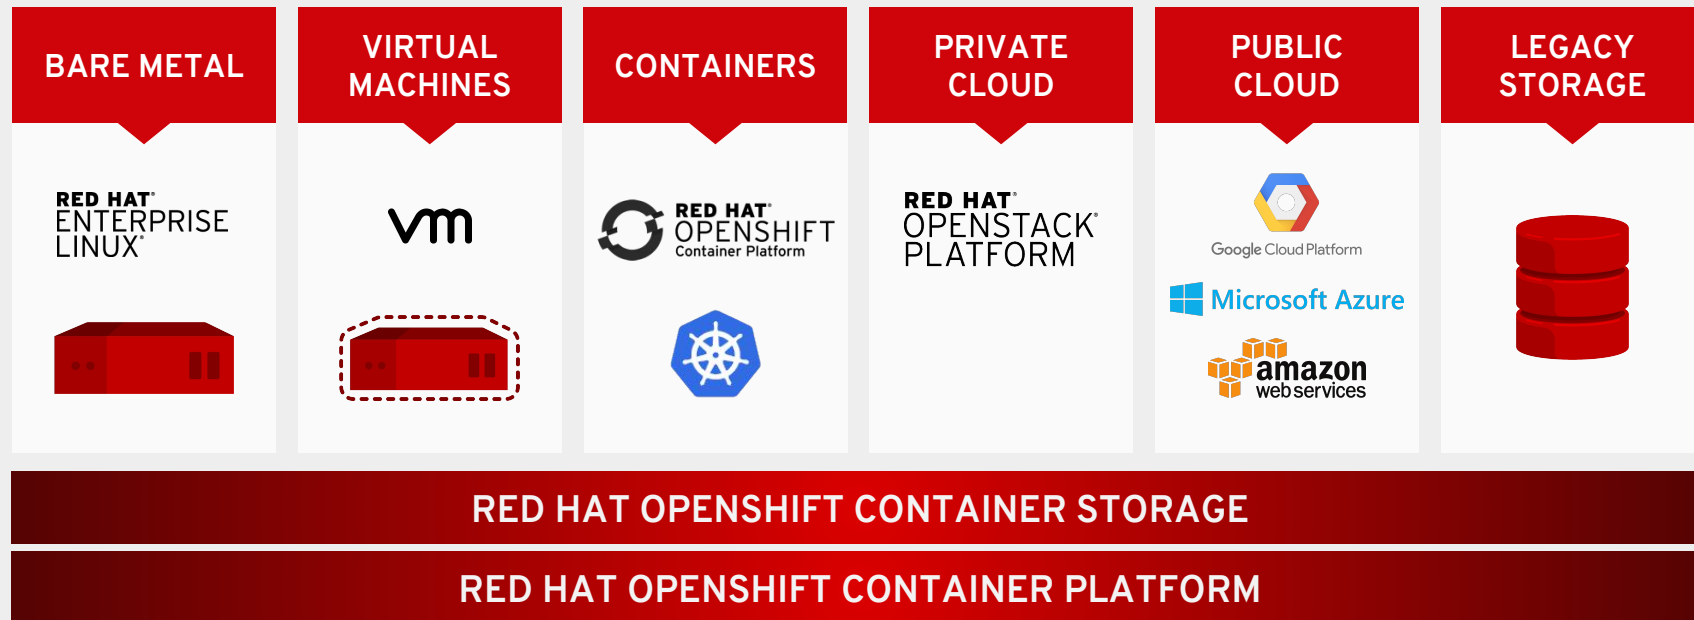 BARE METAL
VIRTUAL
MACHINES
CONTAINERS
PRIVATE
CLOUD
PUBLIC
CLOUD
LEGACY
STORAGE
RED HAT®
ENTERPRISE
LINUX®
vm
RED HAT®
OPENSHIFT
Container Platform
RED HAT®
OPENSTACK®
PLATFORM
Google Cloud Platform
Microsoft Azure
amazon
webservices
RED HAT OPENSHIFT CONTAINER STORAGE
RED HAT OPENSHIFT CONTAINER PLATFORM